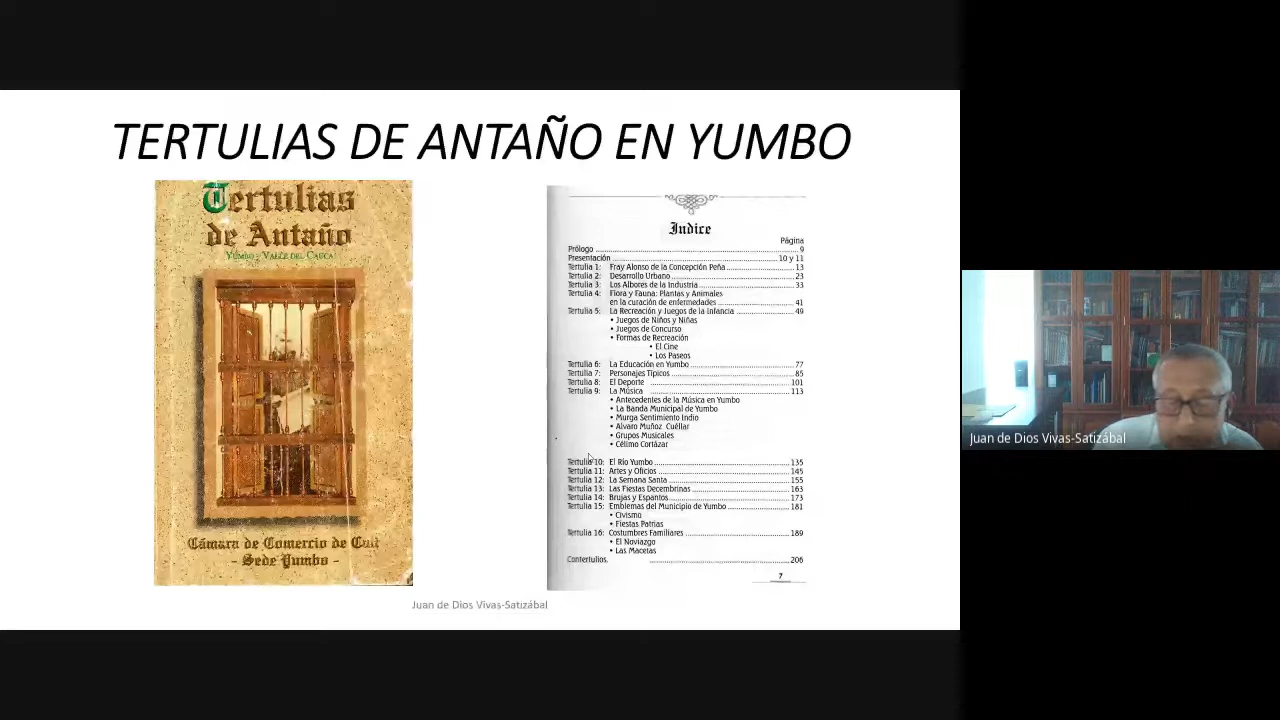 TERTULIAS DE ANTAÑO EN YUMBO
Tertulias
de Antaño
YUMBO - VALLE DEL CAUCA
Cámara de Comercio de Cali
- Sede Yumbo -
Indice
Página
Prólogo 9
Presentación 10 y 11
Tertulia 1: Fray Alonso de la Concepción Peña 13
Tertulia 2: Desarrollo Urbano 23
Tertulia 3: Los Albores de la Industria 33
Tertulia 4: Flora y Fauna: Plantas y Animales
en la curación de enfermedades 41
Tertulia 5: La Recreación y Juegos de la Infancia 49
• Juegos de Niños y Niñas
• Juegos de Concurso
• Formas de Recreación
• El Cine
• Los Paseos
Tertulia 6: La Educación en Yumbo 77
Tertulia 7: Personajes Típicos 85
Tertulia 8: El Deporte 101
Tertulia 9: La Música 113
• Antecedentes de la Música en Yumbo
• La Banda Municipal de Yumbo
• Murga Sentimiento Indio
• Alvaro Muñoz Cuéllar
• Grupos Musicales
• Célimo Cortázar
Tertulia 10: El Río Yumbo 135
Tertulia 11: Artes y Oficios 145
Tertulia 12: La Semana Santa 155
Tertulia 13: Las Fiestas Decembrinas 163
Tertulia 14: Brujas y Espantos 173
Tertulia 15: Emblemas del Municipio de Yumbo 181
• Civismo
• Fiestas Patrias
Tertulia 16: Costumbres Familiares 189
• El Noviazgo
• Las Macetas
Contertulios. 206
7
Juan de Dios Vivas-Satizábal
Juan de Dios Vivas-Satizábal